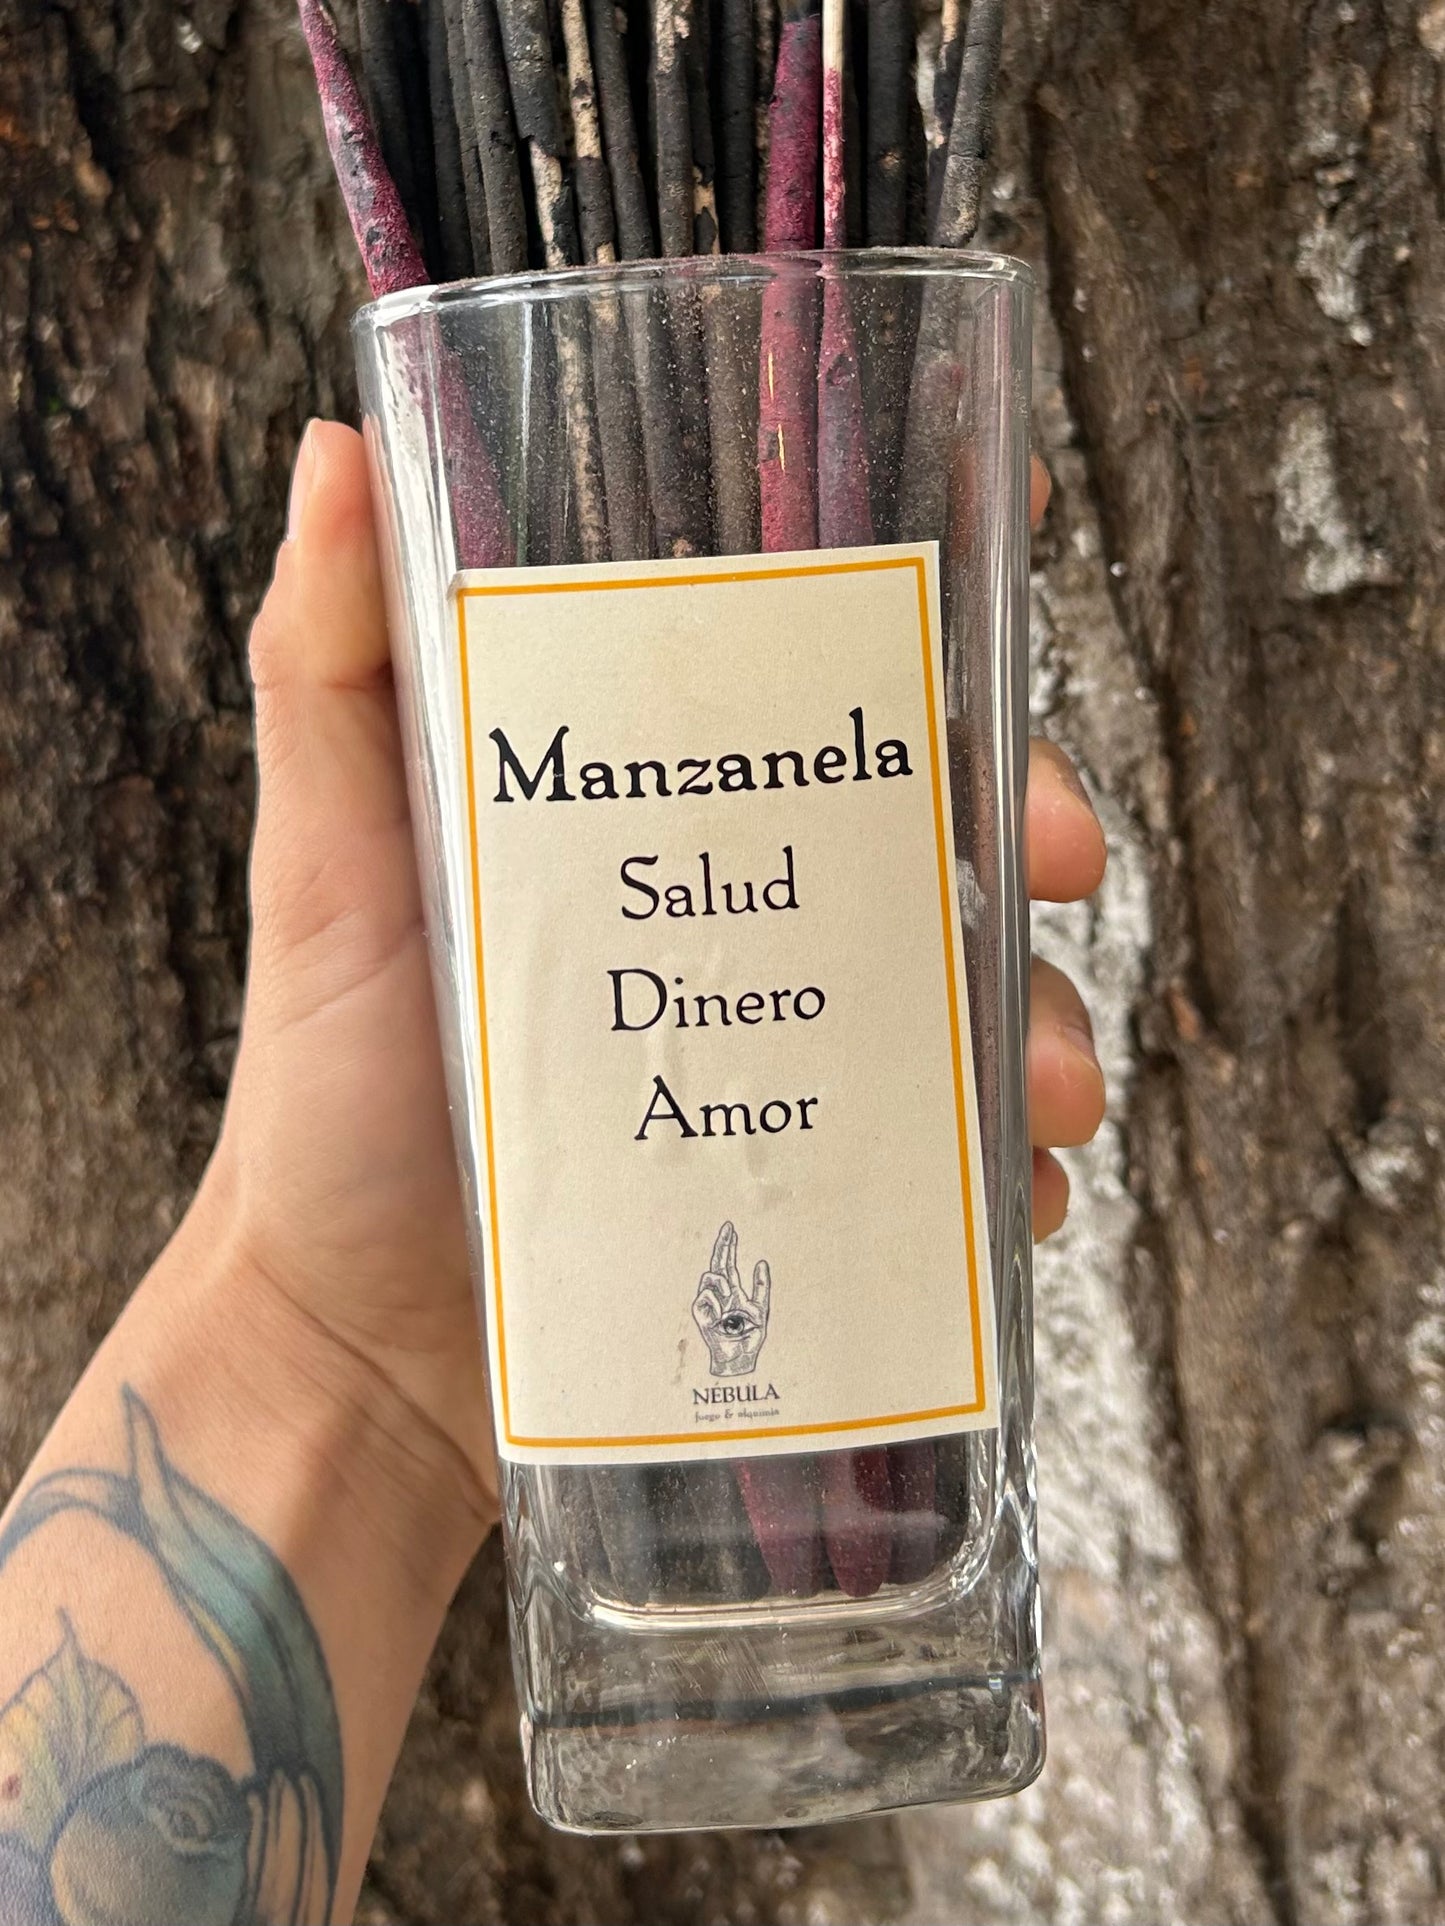 Manzanela
Salud
Dinero
Amor
NÉBULA
fuego & alquimia